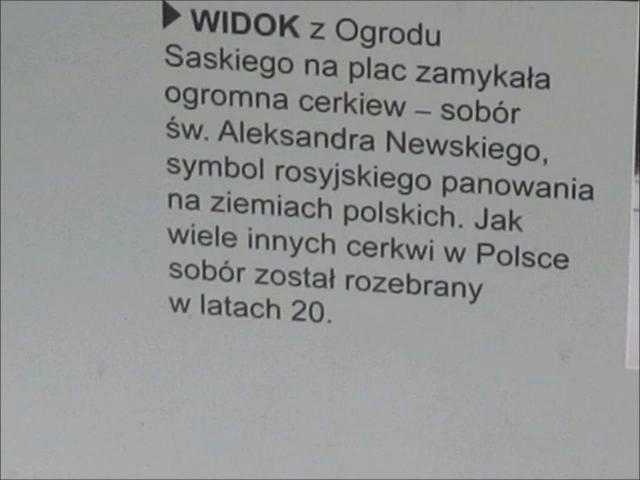 ▶ WIDOK z Ogrodu
Saskiego na plac zamykała
ogromna cerkiew – sobór
św. Aleksandra Newskiego,
symbol rosyjskiego panowania
na ziemiach polskich. Jak
wiele innych cerkwi w Polsce
sobór został rozebrany
w latach 20.